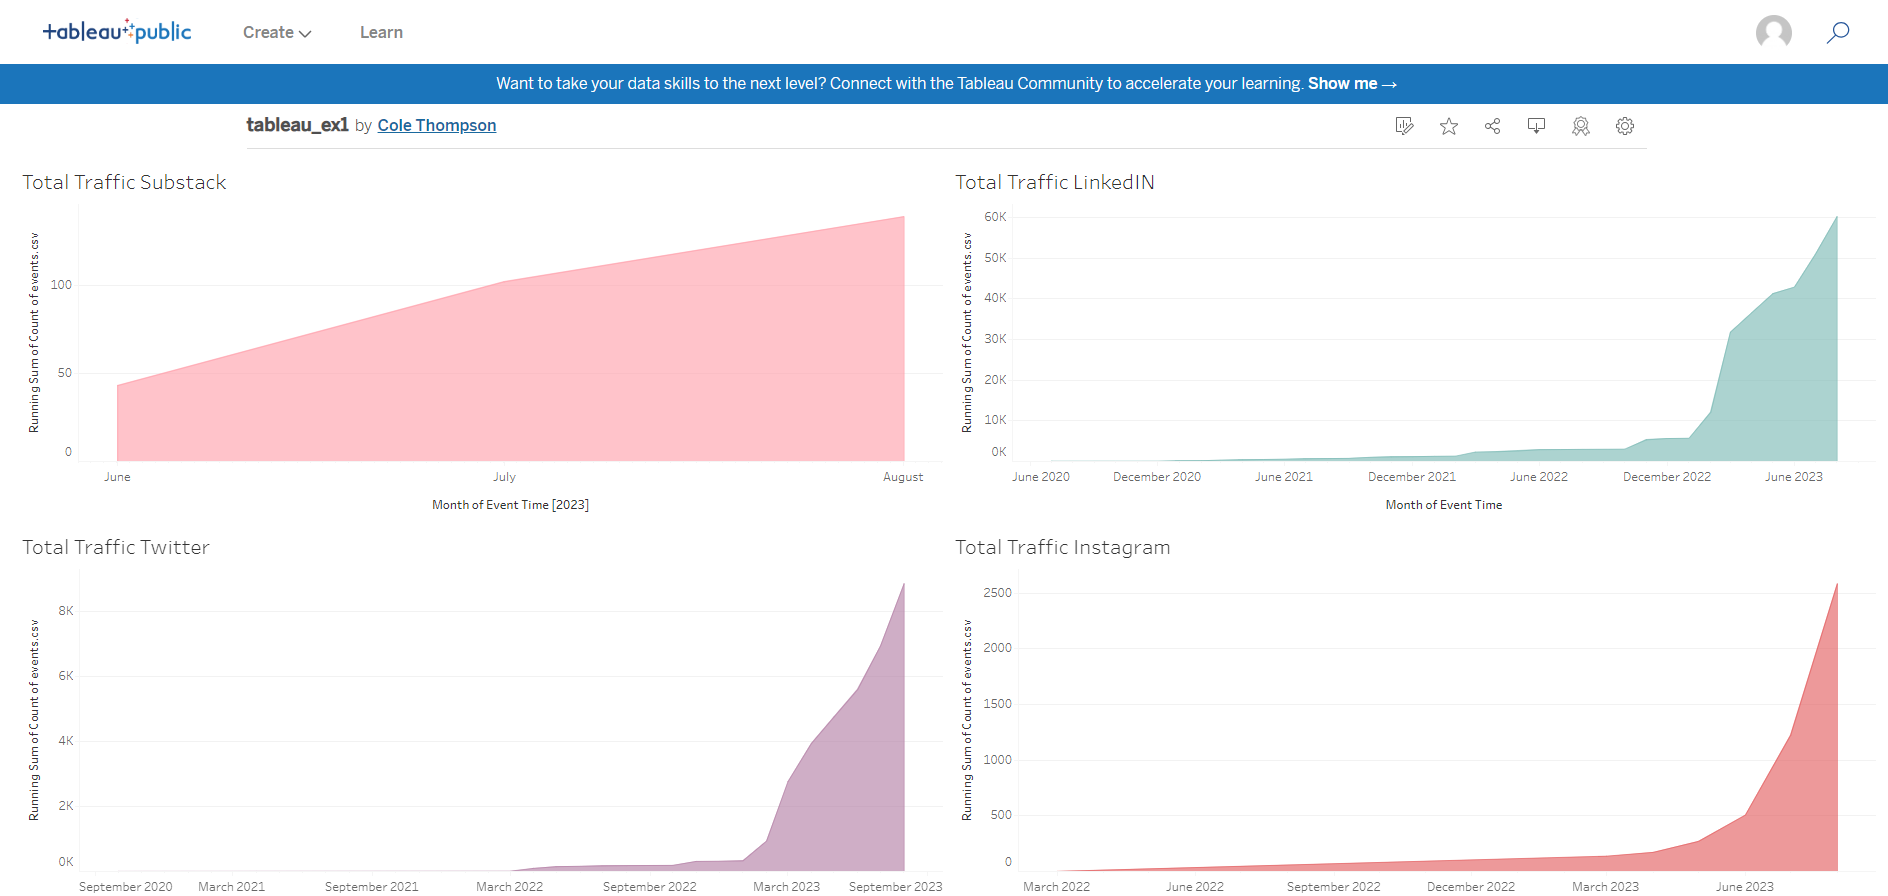 tableau public
Create
Learn
Want to take your data skills to the next level? Connect with the Tableau Community to accelerate your learning. Show me →
tableau_ex1 by Cole Thompson
Total Traffic Substack
Running Sum of Count of events.csv
100
50
0
June July August
Month of Event Time [2023]
Total Traffic LinkedIN
Running Sum of Count of events.csv
60K
50K
40K
30K
20K
10K
0K
June 2020 December 2020 June 2021 December 2021 June 2022 December 2022 June 2023
Month of Event Time
Total Traffic Twitter
Running Sum of Count of events.csv
8K
6K
4K
2K
0K
September 2020 March 2021 September 2021 March 2022 September 2022 March 2023 September 2023
Total Traffic Instagram
Running Sum of Count of events.csv
2500
2000
1500
1000
500
0
March 2022 June 2022 September 2022 December 2022 March 2023 June 2023